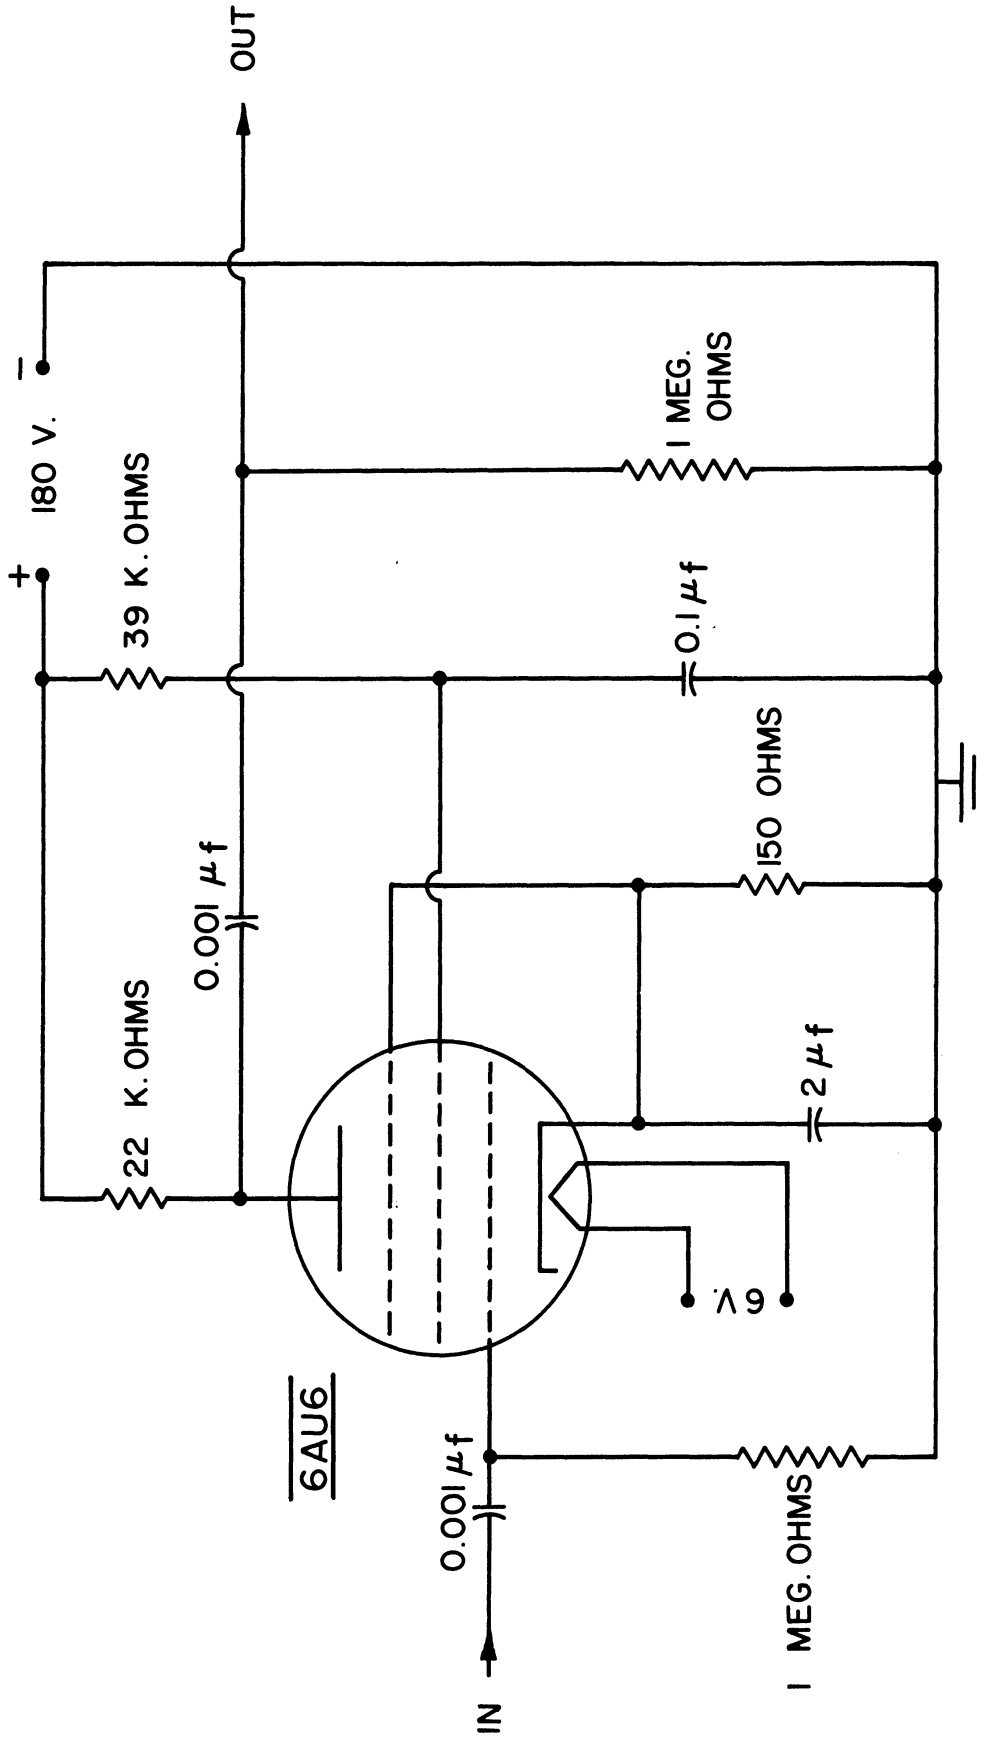 + 180 V. −
22 K. OHMS
39 K. OHMS
0.001 μf
OUT
6AU6
0.001 μf
IN
1 MEG.
OHMS
0.1 μf
150 OHMS
2 μf
6V.
1 MEG. OHMS